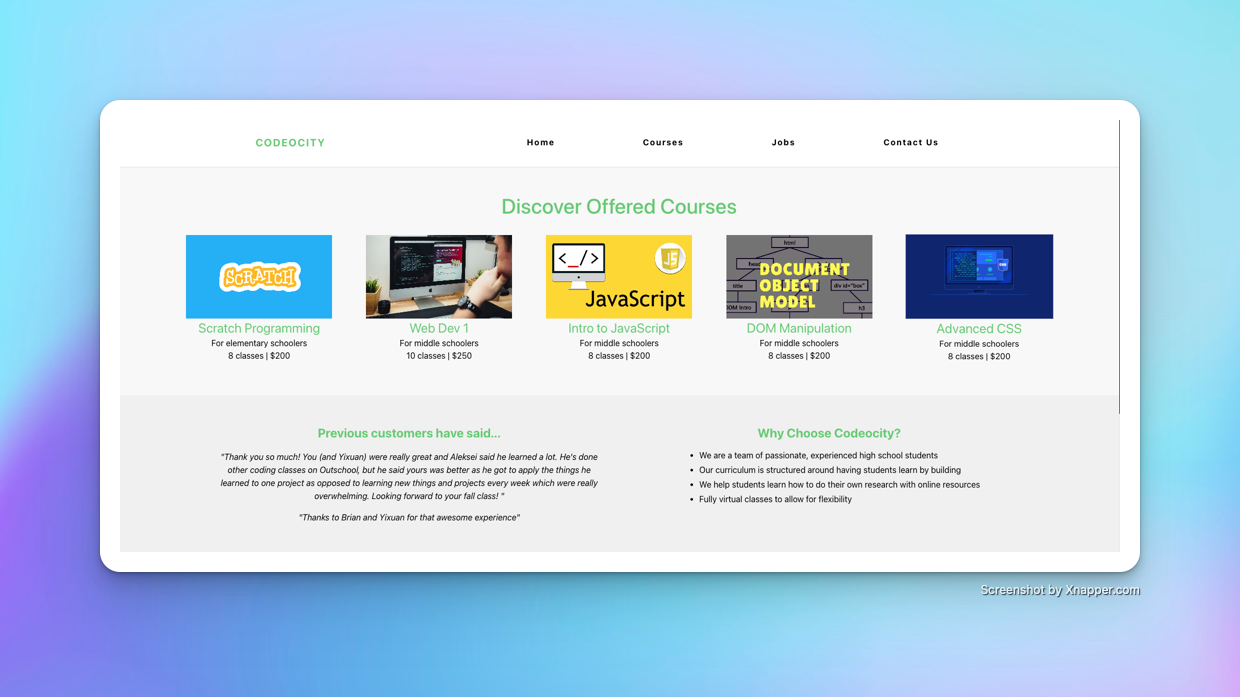 CODEOCITY
Home
Courses
Jobs
Contact Us
Discover Offered Courses
SCRATCH
<_/>
JS
JavaScript
html
title
div id="box"
DOM Intro
h3
DOCUMENT
OBJECT
MODEL
Scratch Programming
For elementary schoolers
8 classes | $200
Web Dev 1
For middle schoolers
10 classes | $250
Intro to JavaScript
For middle schoolers
8 classes | $200
DOM Manipulation
For middle schoolers
8 classes | $200
Advanced CSS
For middle schoolers
8 classes | $200
Previous customers have said...
"Thank you so much! You (and Yixuan) were really great and Aleksei said he learned a lot. He's done
other coding classes on Outschool, but he said yours was better as he got to apply the things he
learned to one project as opposed to learning new things and projects every week which were really
overwhelming. Looking forward to your fall class! "
"Thanks to Brian and Yixuan for that awesome experience"
Why Choose Codeocity?
• We are a team of passionate, experienced high school students
• Our curriculum is structured around having students learn by building
• We help students learn how to do their own research with online resources
• Fully virtual classes to allow for flexibility
Screenshot by Xnapper.com